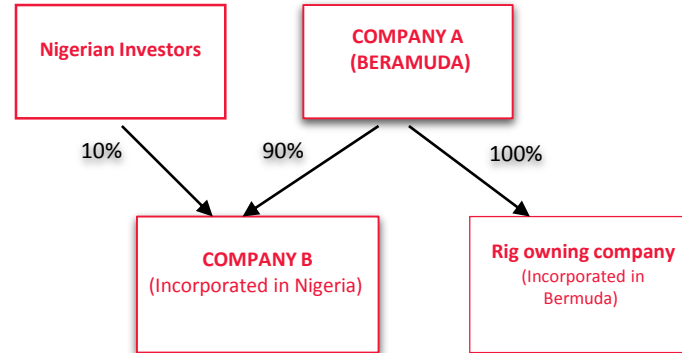 Nigerian Investors
COMPANY A
(BERAMUDA)
10%
90%
100%
COMPANY B
(Incorporated in Nigeria)
Rig owning company
(Incorporated in
Bermuda)